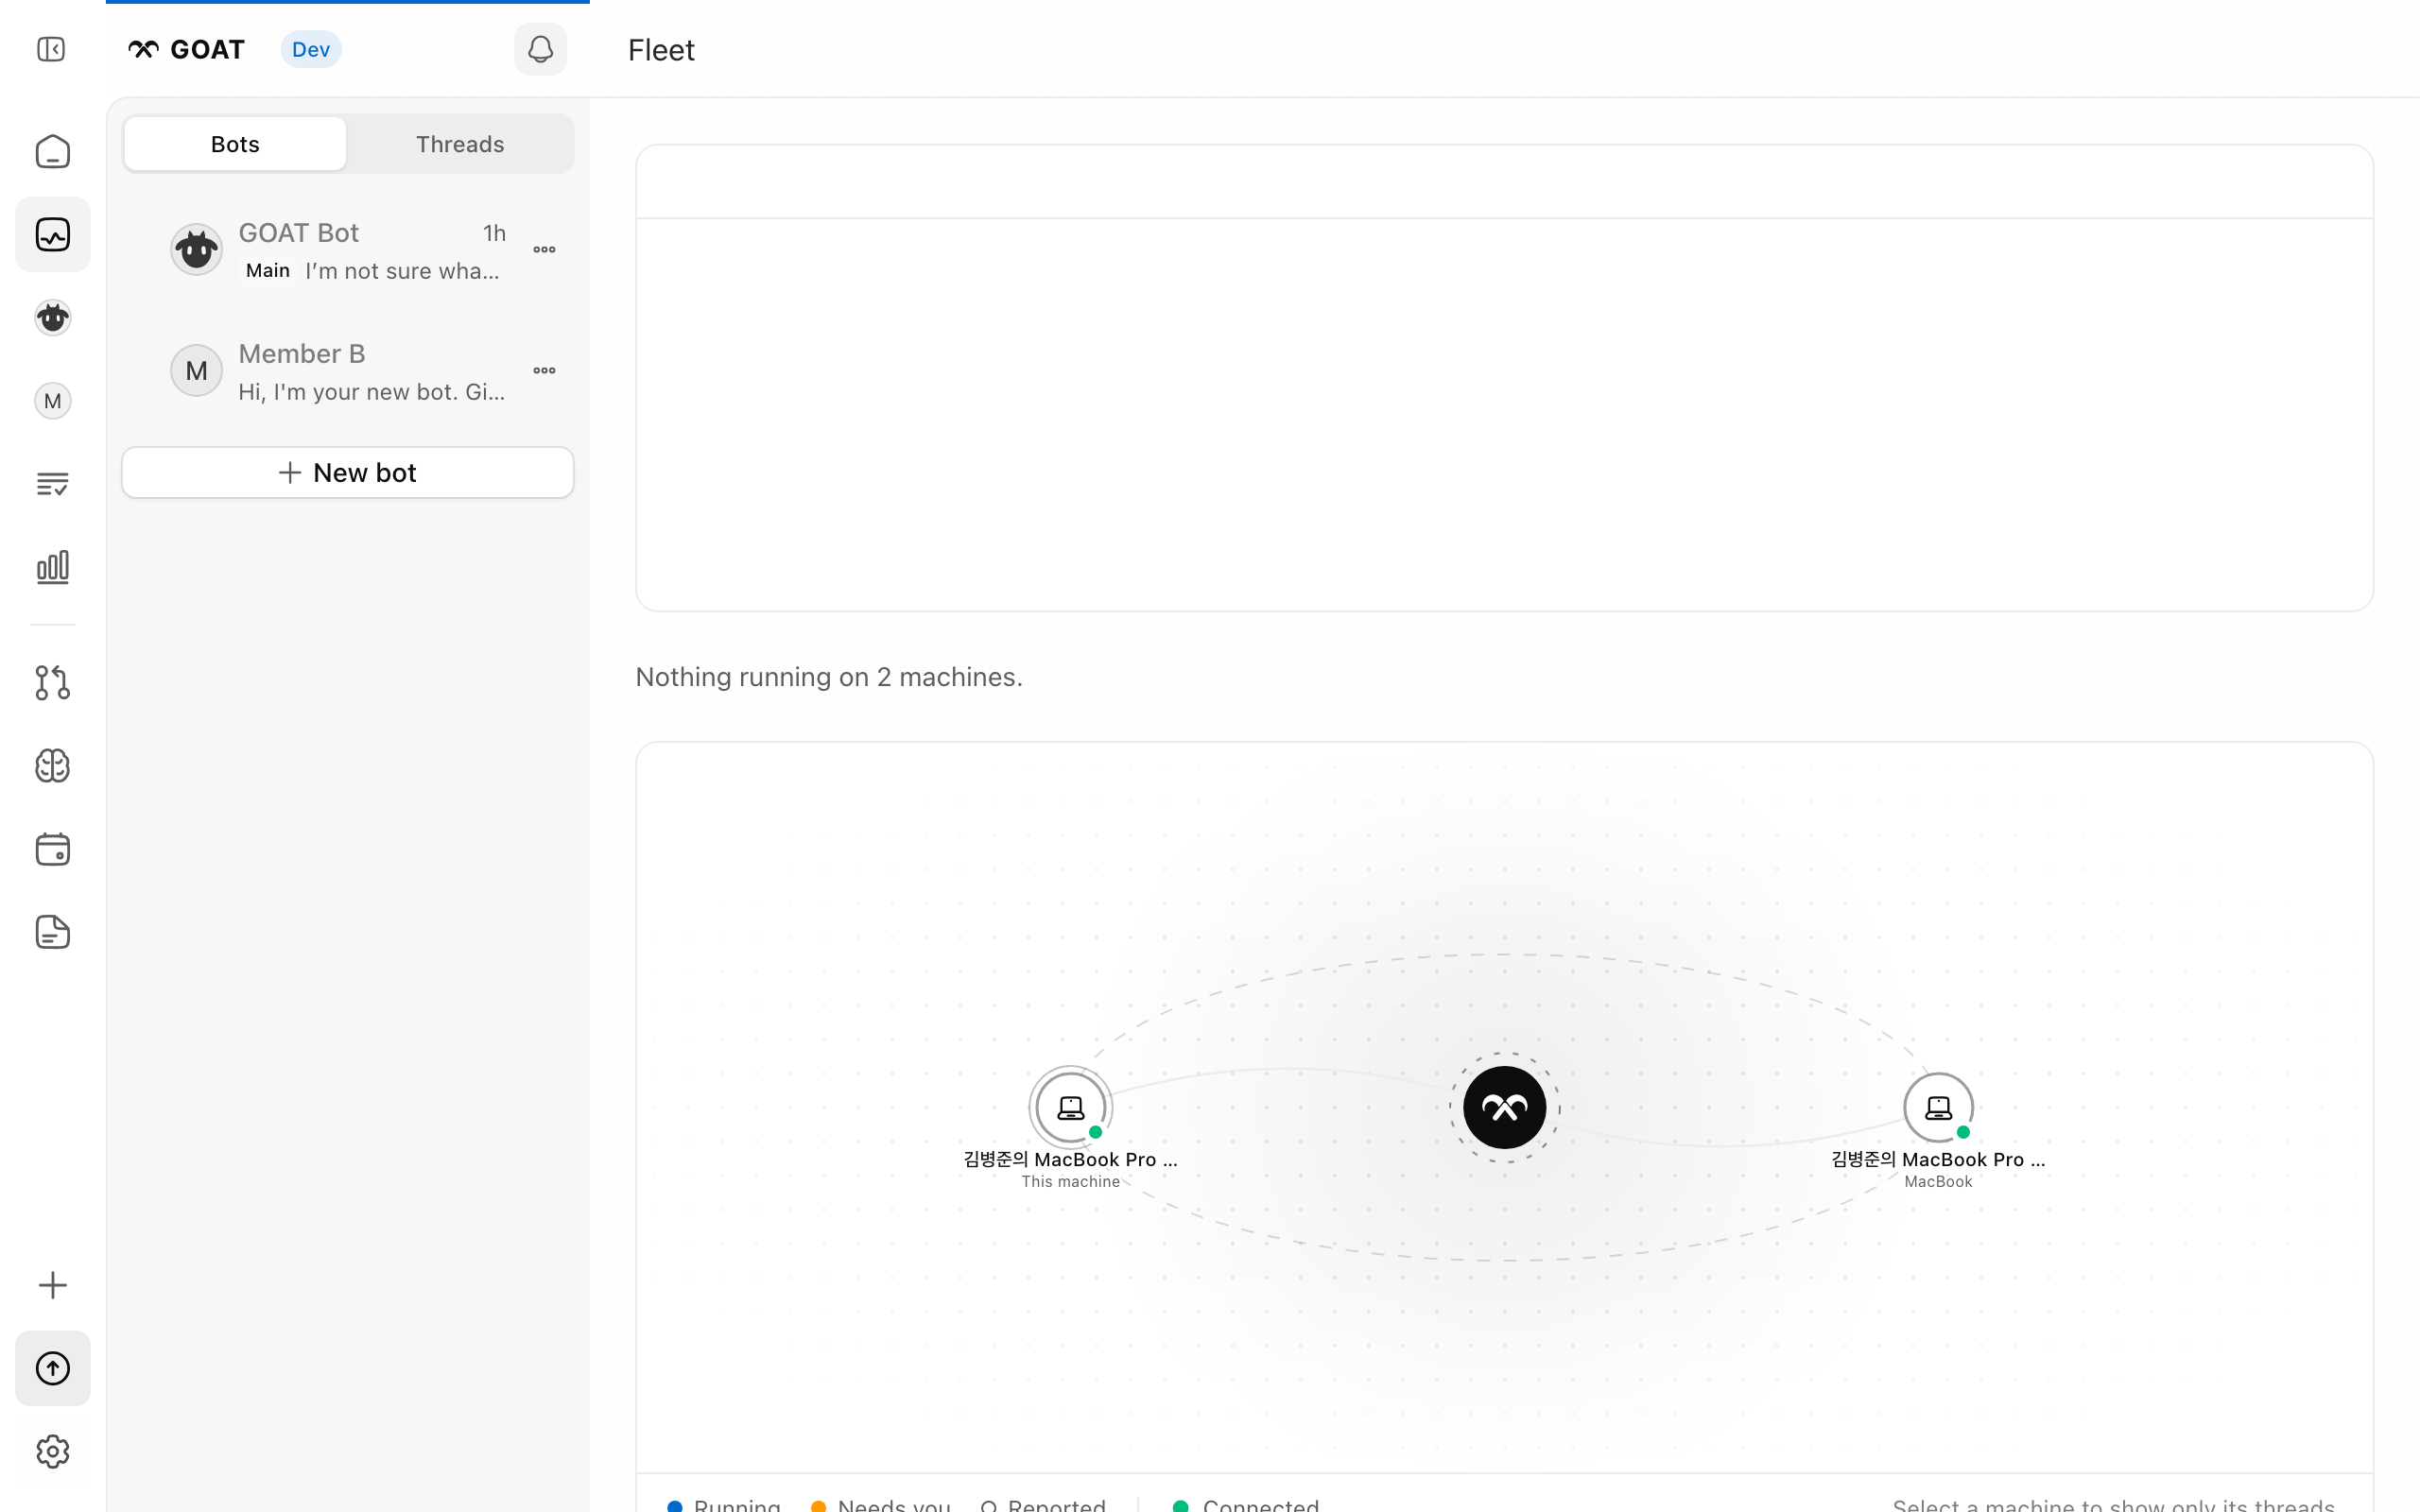 GOAT
Dev
Fleet
Bots
Threads
GOAT Bot
1h
Main
I’m not sure wha...
M
Member B
Hi, I'm your new bot. Gi...
M
New bot
Nothing running on 2 machines.
김병준의 MacBook Pro ...
This machine
김병준의 MacBook Pro ...
MacBook
Running
Needs you
Reported
Connected
Select a machine to show only its threads